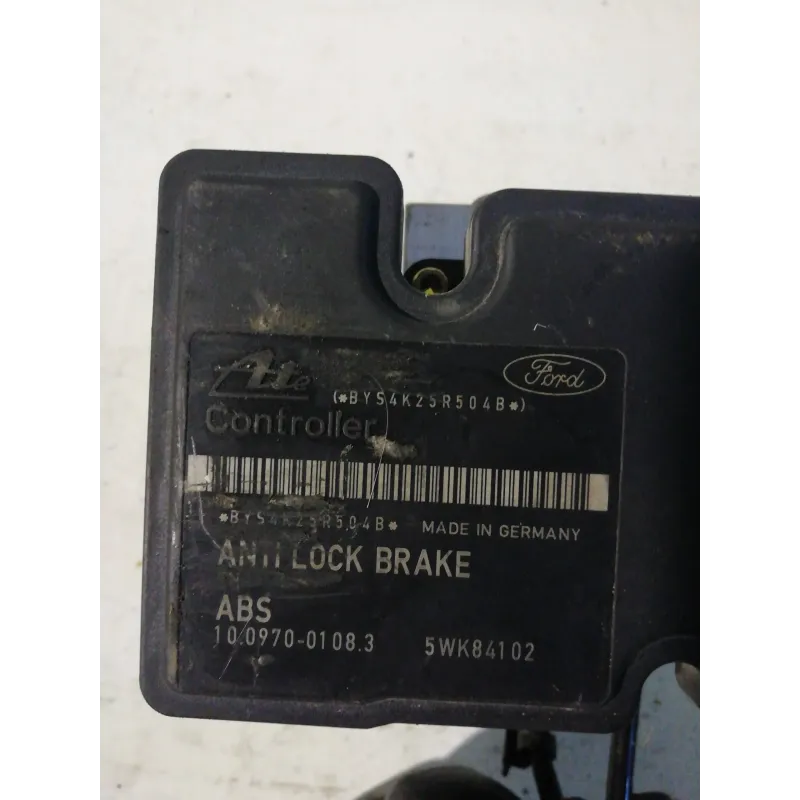 Ate
Ford
(*BYS4K25R504B*)
Controller
*BYS4K25R504B* MADE IN GERMANY
ANTI LOCK BRAKE
ABS
10.0970-0108.3 5WK84102